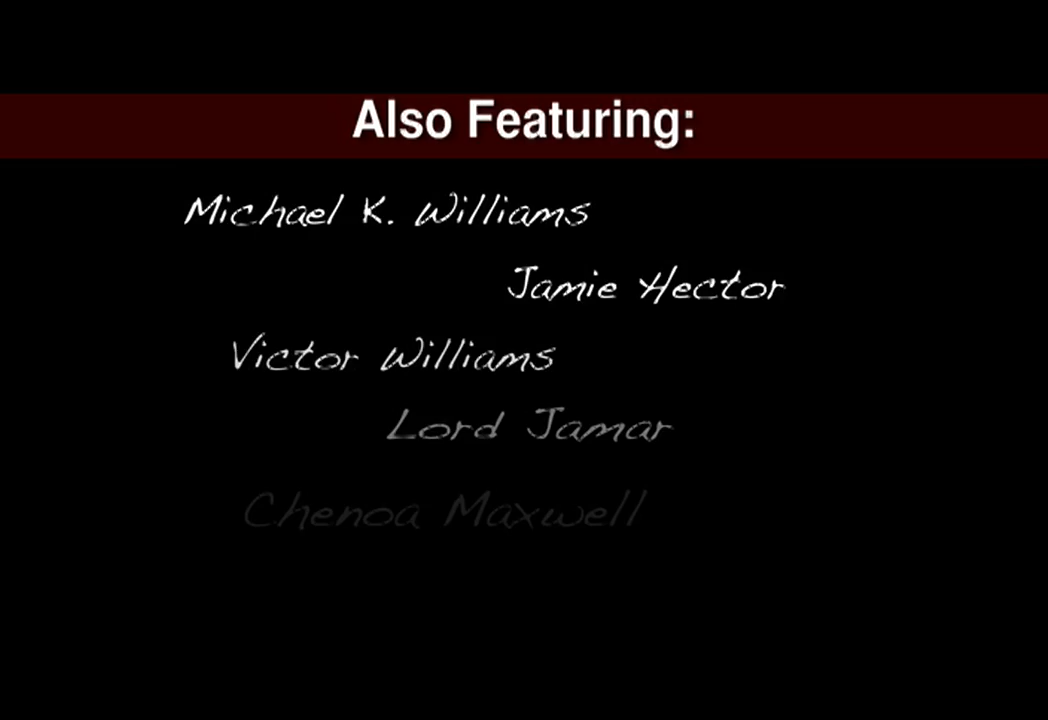 Also Featuring:
Michael K. Williams
Jamie Hector
Victor Williams
Lord Jamar
Chenoa Maxwell